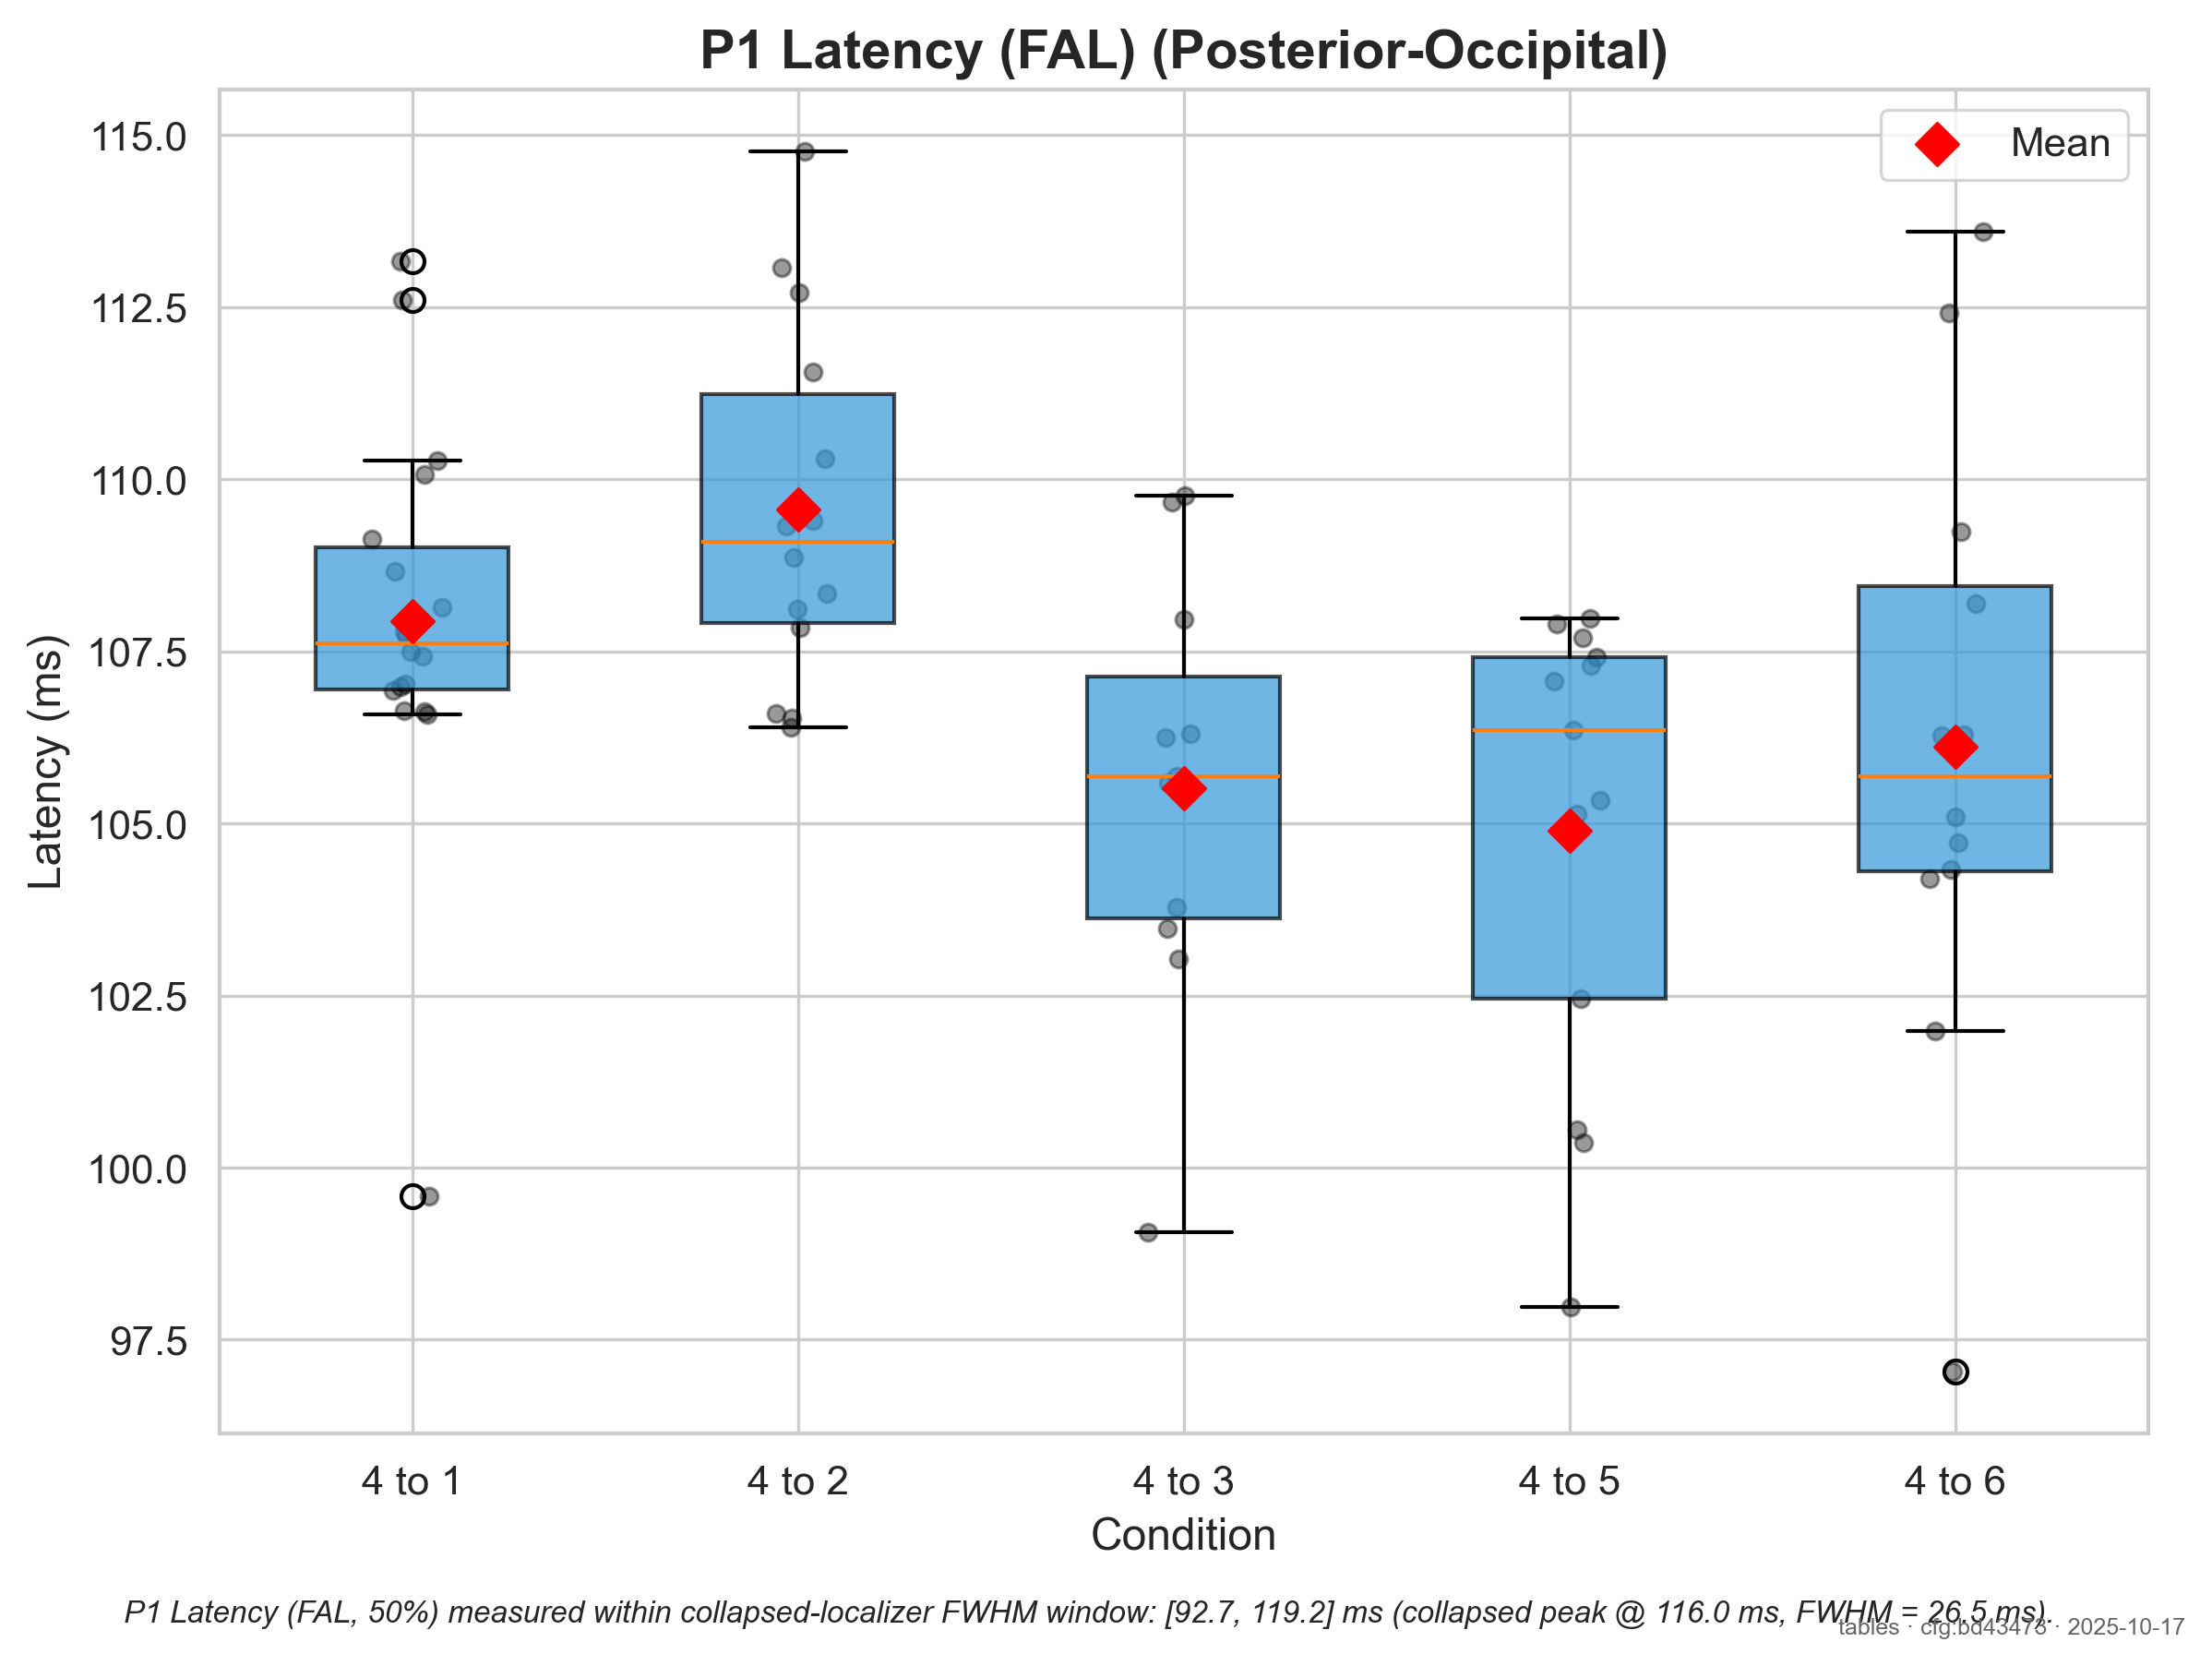 P1 Latency (FAL) (Posterior-Occipital)
Mean
115.0
112.5
110.0
107.5
105.0
102.5
100.0
97.5
Latency (ms)
4 to 1
4 to 2
4 to 3
4 to 5
4 to 6
Condition
P1 Latency (FAL, 50%) measured within collapsed-localizer FWHM window: [92.7, 119.2] ms (collapsed peak @ 116.0 ms, FWHM = 26.5 ms).
tables · cfg:bd43473 · 2025-10-17